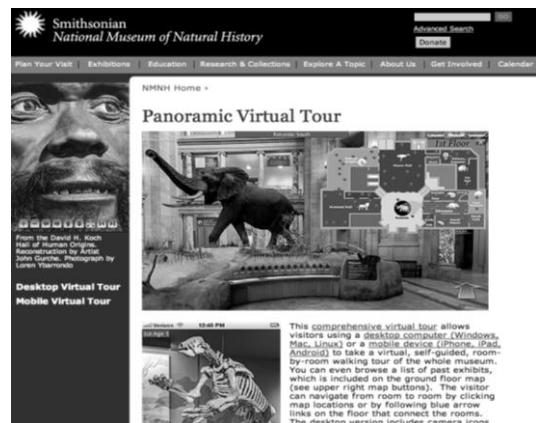 Smithsonian
National Museum of Natural History
GO
Advanced Search
Donate
Plan Your Visit | Exhibitions | Education | Research & Collections | Explore A Topic | About Us | Get Involved | Calendar
NMNH Home ›
Panoramic Virtual Tour
Rotunda South
1st Floor
From the David H. Koch
Hall of Human Origins.
Reconstruction by Artist
John Gurche. Photograph by
Loren Ybarrondo
Desktop Virtual Tour
Mobile Virtual Tour
Verizon 12:40 PM
This comprehensive virtual tour allows
visitors using a desktop computer (Windows,
Mac, Linux) or a mobile device (iPhone, iPad,
Android) to take a virtual, self-guided, room-
by-room walking tour of the whole museum.
You can even browse a list of past exhibits,
which is included on the ground floor map
(see upper right map buttons). The visitor
can navigate from room to room by clicking
map locations or by following blue arrow
links on the floor that connect the rooms.
The desktop version includes camera icons